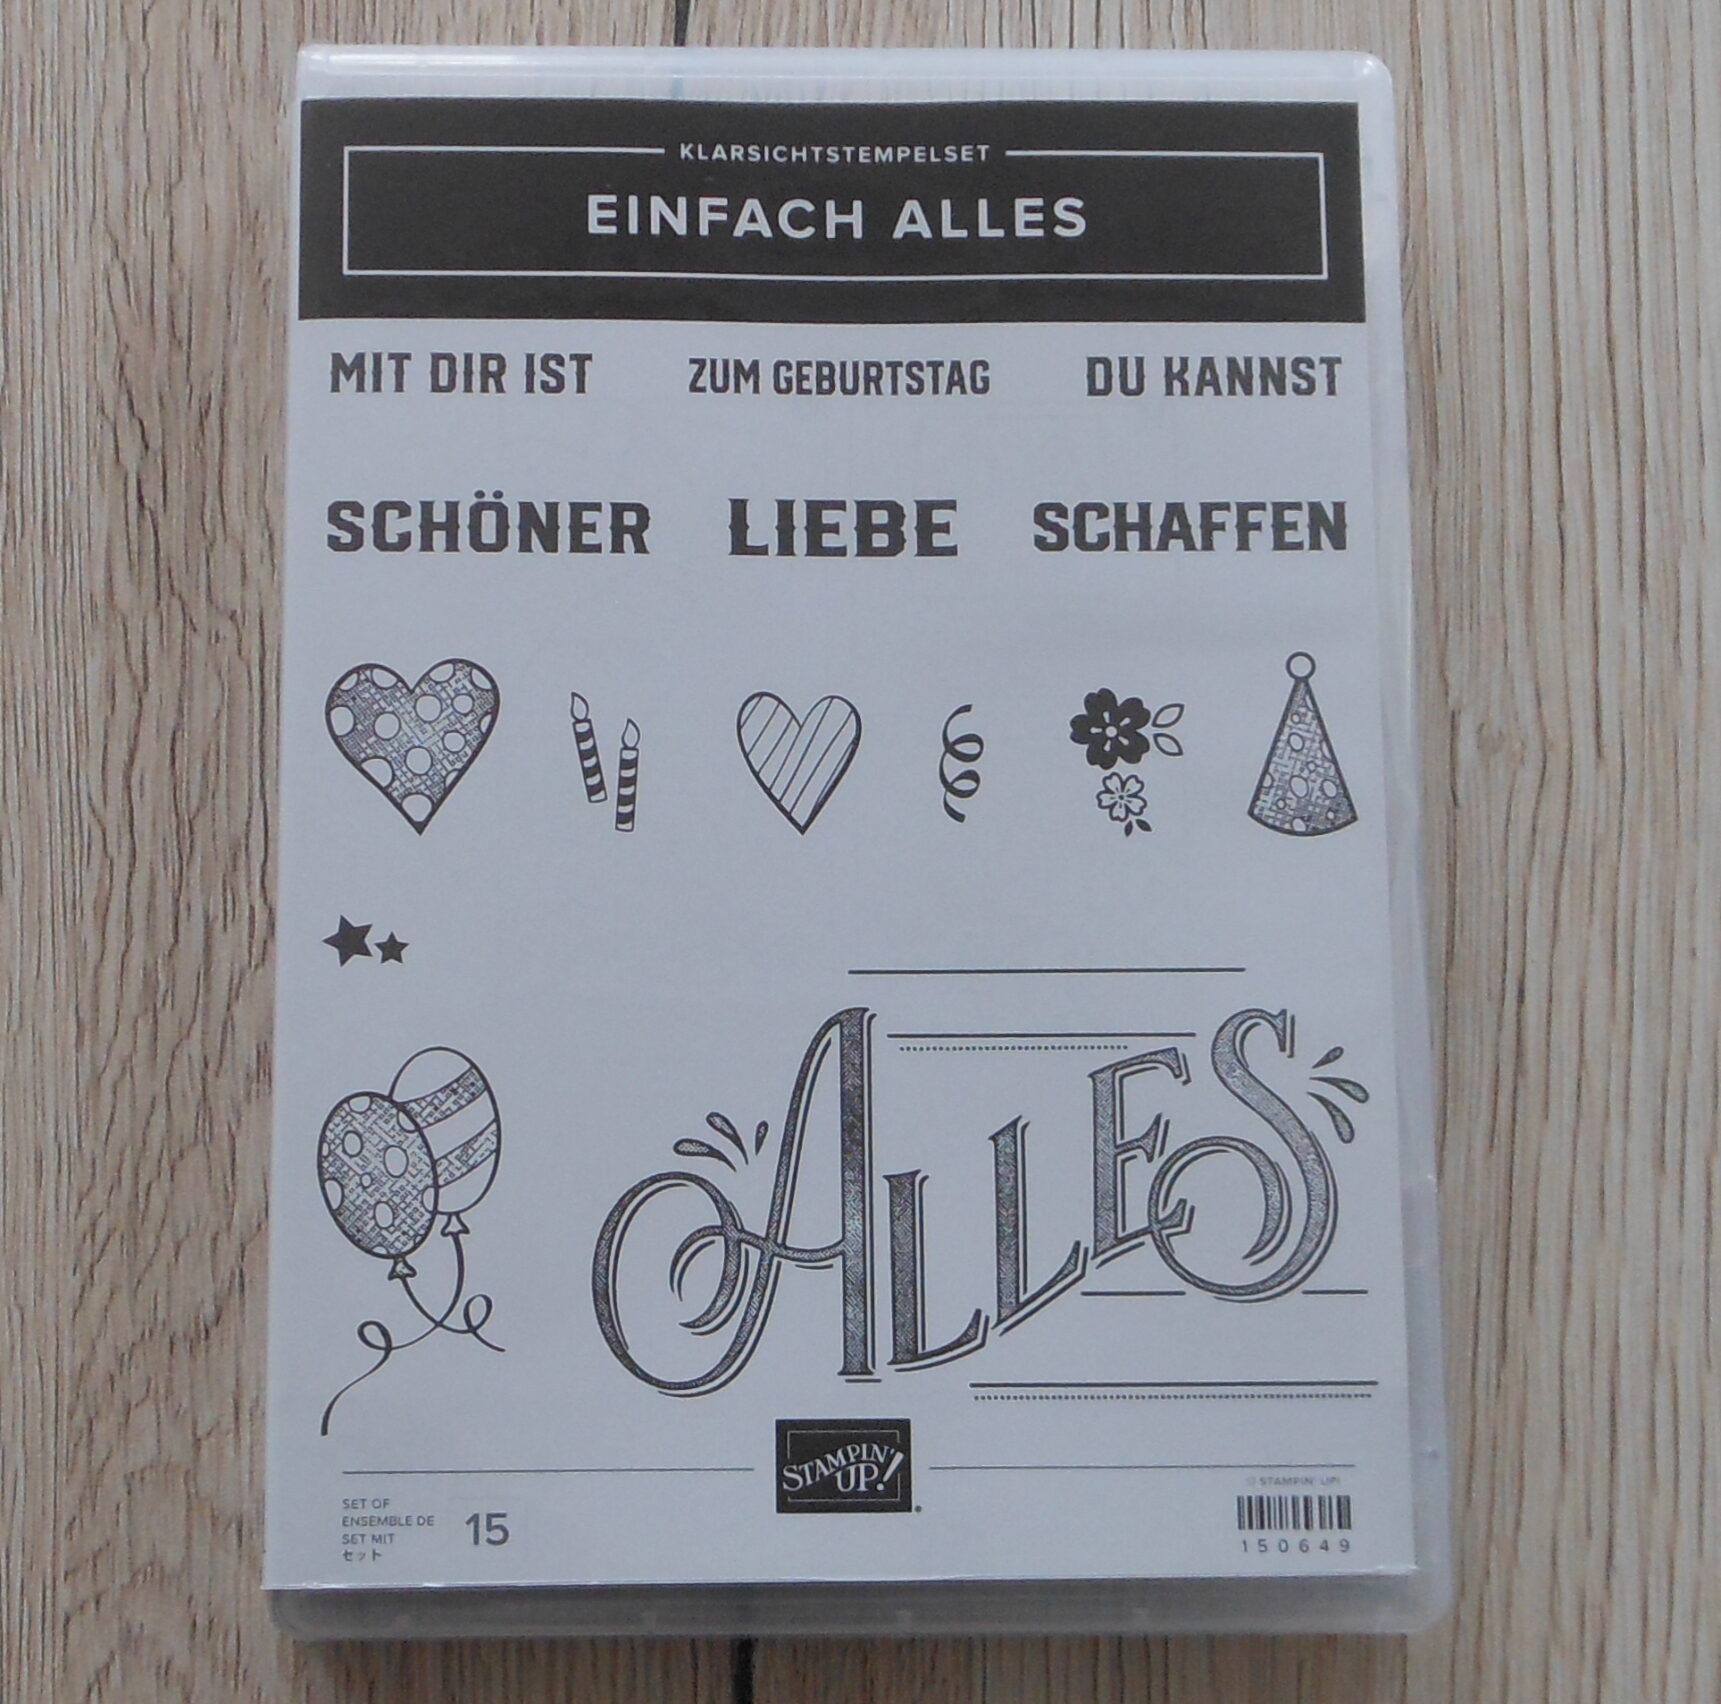 KLARSICHTSTEMPELSET
EINFACH ALLES
MIT DIR IST
ZUM GEBURTSTAG
DU KANNST
SCHÖNER
LIEBE
SCHAFFEN
ALLES
STAMPIN' UP!
SET OF
ENSEMBLE DE
SET MIT
セット
15
© STAMPIN' UP!
150649